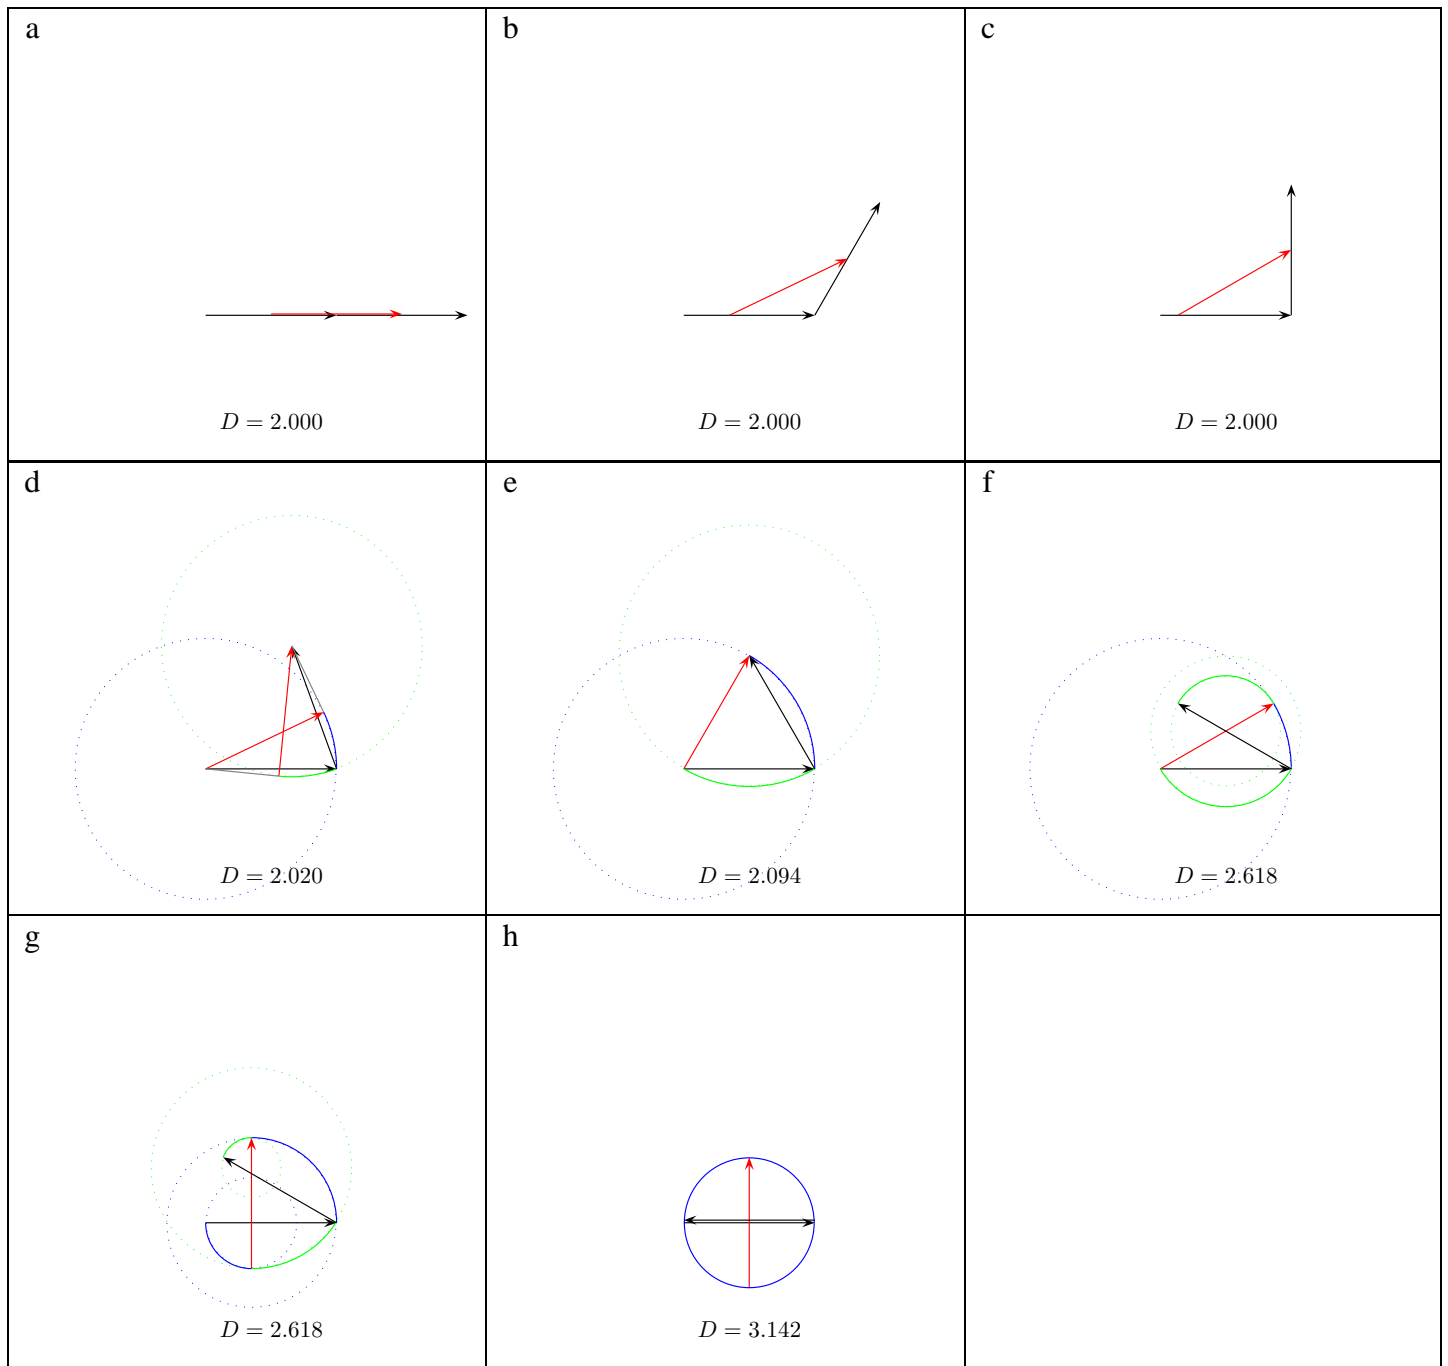 a
b
c
D = 2.000
D = 2.000
D = 2.000
d
e
f
D = 2.020
D = 2.094
D = 2.618
g
h
D = 2.618
D = 3.142